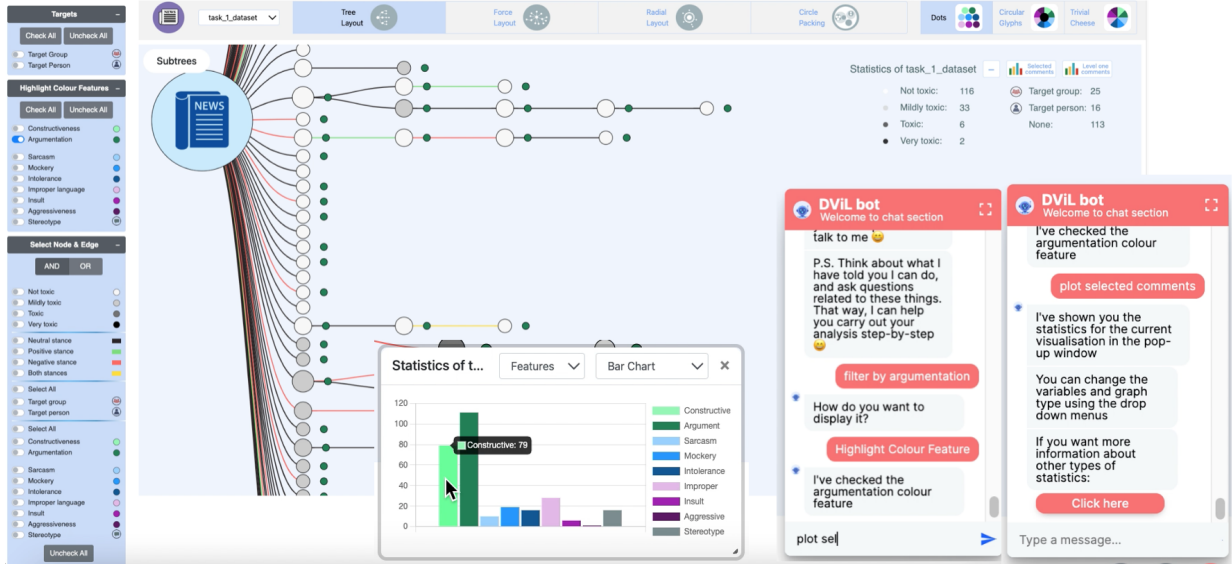 Targets
–
Check All
Uncheck All
Target Group
Target Person
Highlight Colour Features
–
Check All
Uncheck All
Constructiveness
Argumentation
Sarcasm
Mockery
Intolerance
Improper language
Insult
Aggressiveness
Stereotype
Select Node & Edge
–
AND
OR
Not toxic
Mildly toxic
Toxic
Very toxic
Neutral stance
Positive stance
Negative stance
Both stances
Select All
Target group
Target person
Select All
Constructiveness
Argumentation
Sarcasm
Mockery
Intolerance
Improper language
Insult
Aggressiveness
Stereotype
Uncheck All
task_1_dataset
Tree
Layout
Force
Layout
Radial
Layout
Circle
Packing
Dots
Circular
Glyphs
Trivial
Cheese
Subtrees
NEWS
Statistics of task_1_dataset
–
Selected
comments
Level one
comments
Not toxic: 116
Mildly toxic: 33
Toxic: 6
Very toxic: 2
Target group: 25
Target person: 16
None: 113
Statistics of t...
Features
Bar Chart
×
120
100
80
60
40
20
0
Constructive: 79
Constructive
Argument
Sarcasm
Mockery
Intolerance
Improper
Insult
Aggressive
Stereotype
DViL bot
Welcome to chat section
talk to me 😄
P.S. Think about what I
have told you I can do,
and ask questions
related to these things.
That way, I can help
you carry out your
analysis step-by-step
😄
filter by argumentation
How do you want to
display it?
Highlight Colour Feature
I've checked the
argumentation colour
feature
plot sel
DViL bot
Welcome to chat section
I've checked the
argumentation colour
feature
plot selected comments
I've shown you the
statistics for the current
visualisation in the pop-
up window
You can change the
variables and graph
type using the drop
down menus
If you want more
information about
other types of
statistics:
Click here
Type a message...